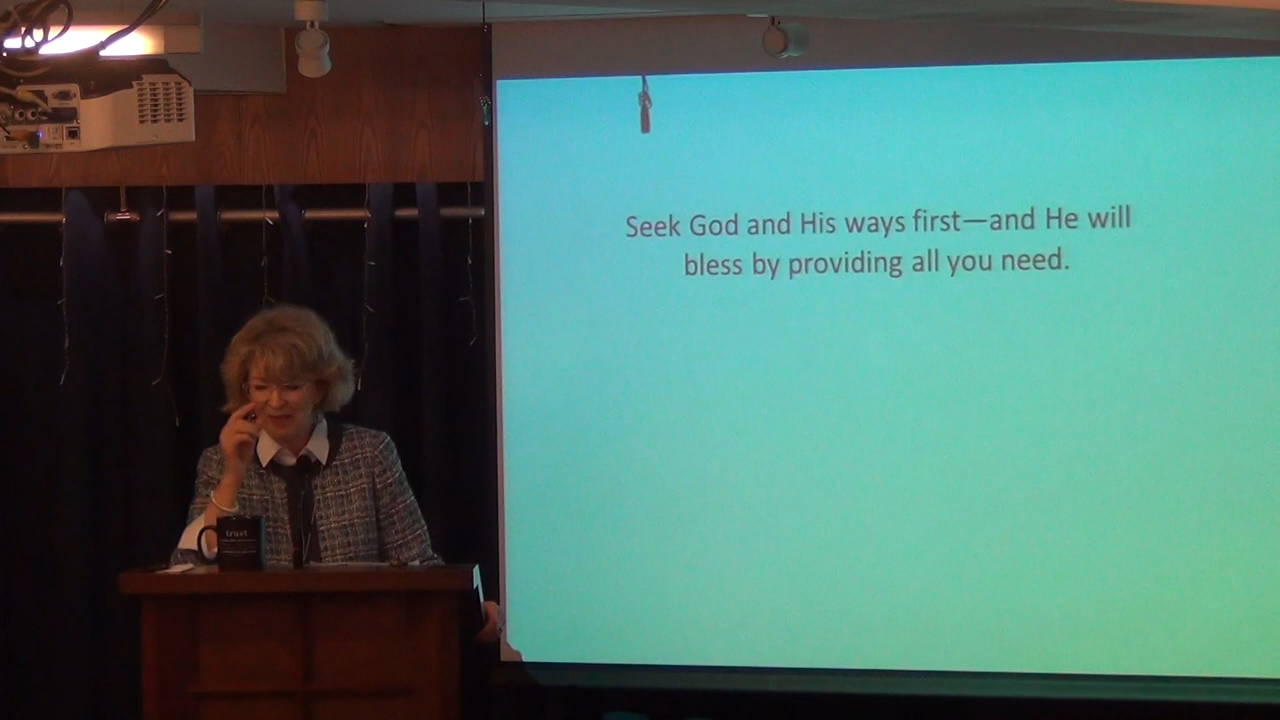 Seek God and His ways first—and He will
bless by providing all you need.
trust